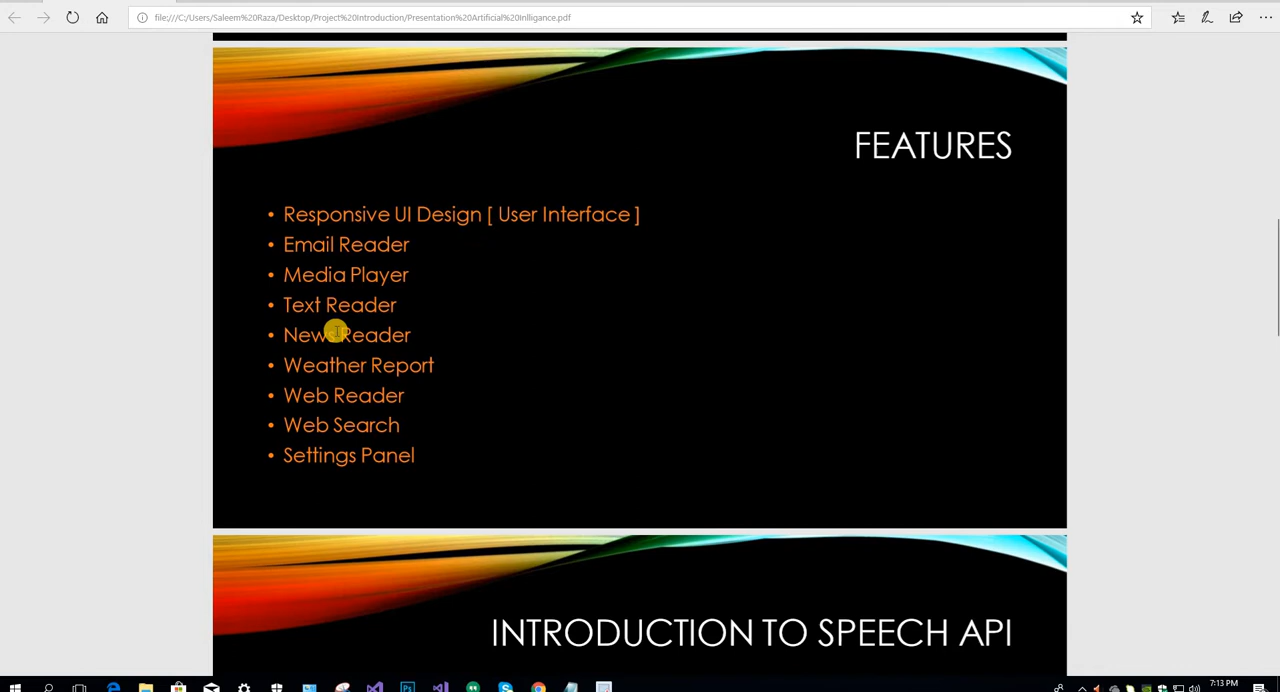 file:///C:/Users/Saleem%20Raza/Desktop/Project%20Introduction/Presentation%20Artificial%20Inlligance.pdf
FEATURES
• Responsive UI Design [ User Interface ]
• Email Reader
• Media Player
• Text Reader
• News Reader
• Weather Report
• Web Reader
• Web Search
• Settings Panel
INTRODUCTION TO SPEECH API
7:13 PM